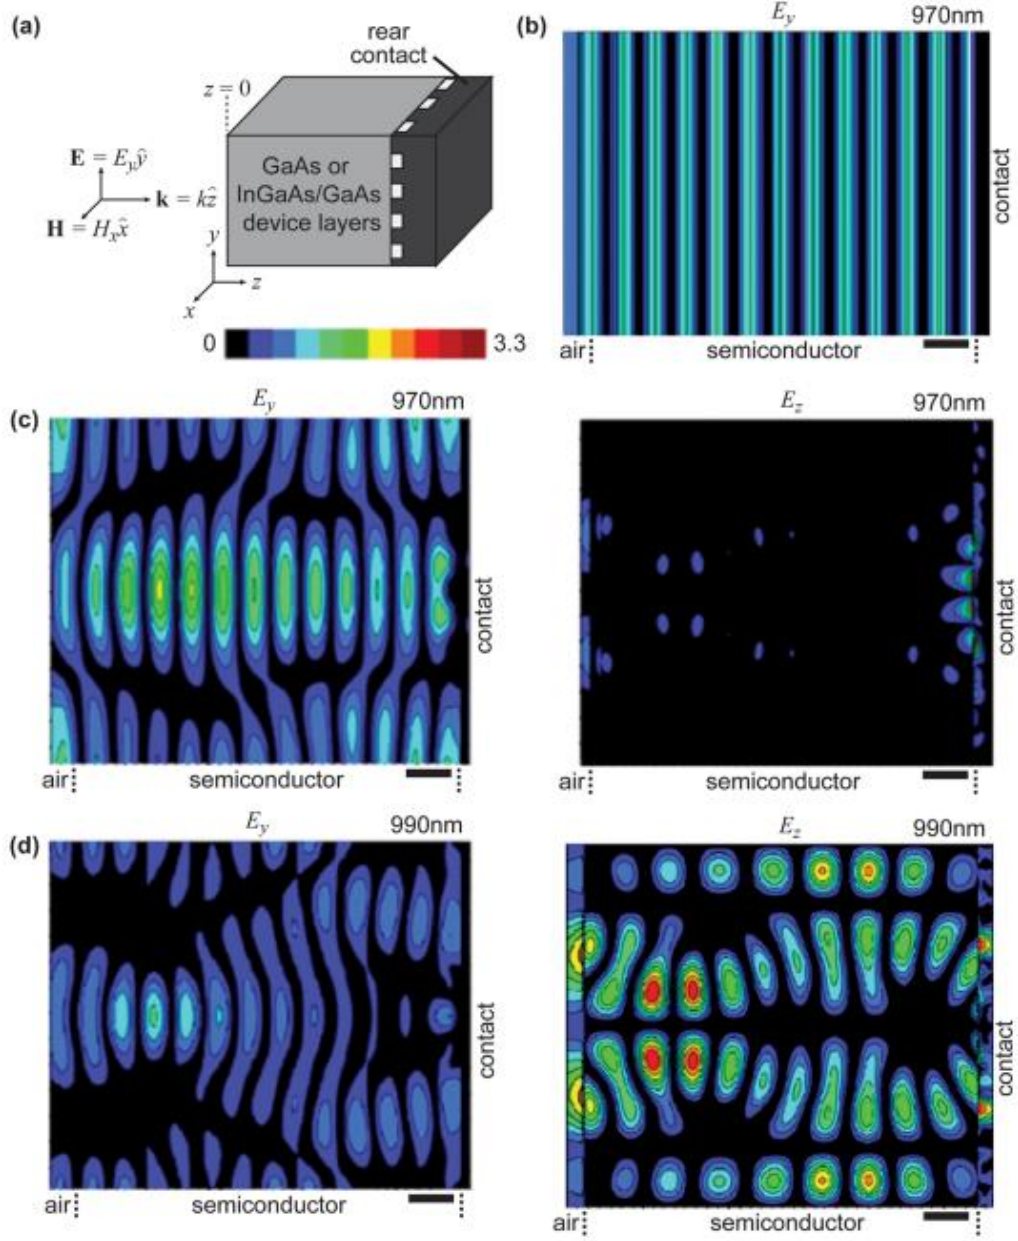 (a)
rear
contact
z = 0
E = E_yŷ
k = kẑ
H = H_xx̂
GaAs or
InGaAs/GaAs
device layers
y
z
x
0 3.3
(b) E_y 970nm
contact
air semiconductor
(c) E_y 970nm
contact
air semiconductor
E_z 970nm
contact
air semiconductor
(d) E_y 990nm
contact
air semiconductor
E_z 990nm
contact
air semiconductor